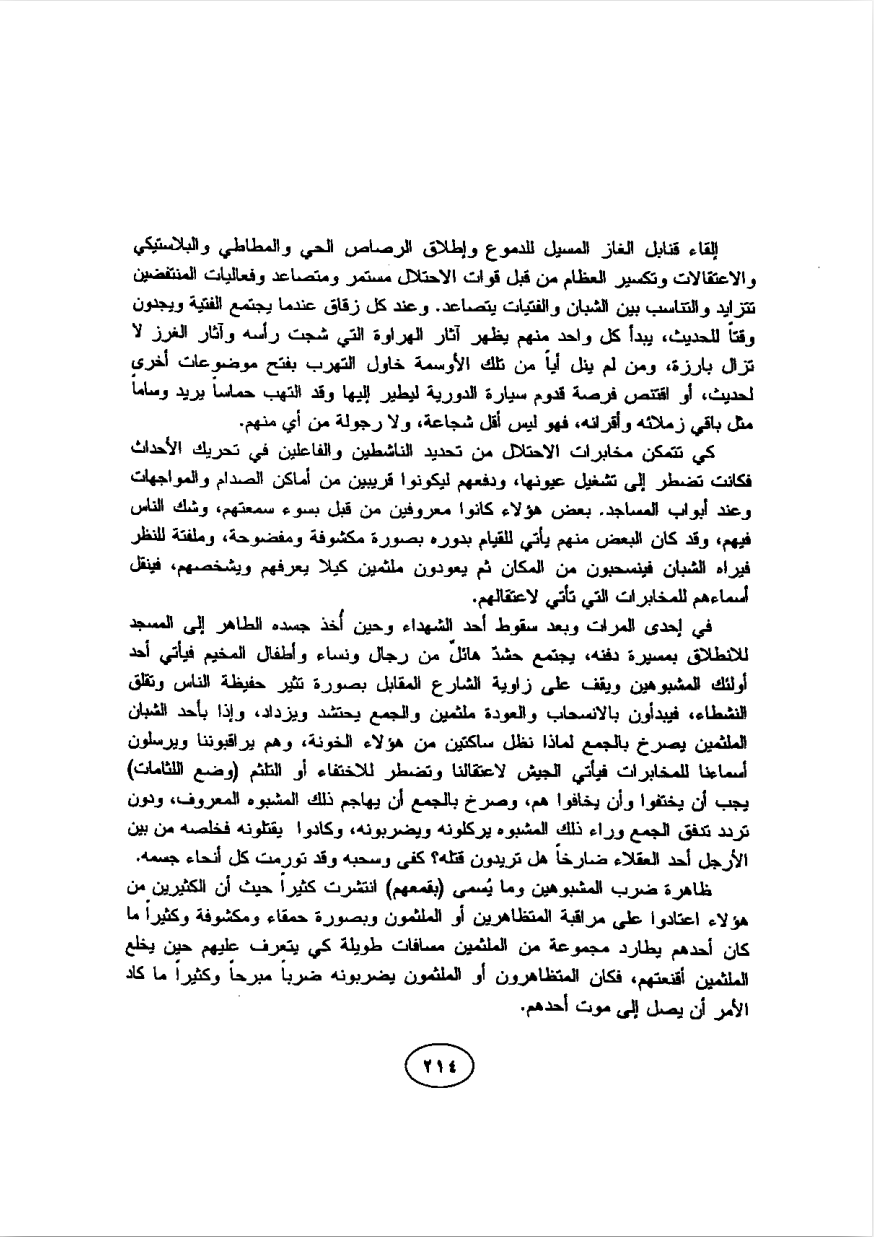 إلقاء قنابل الغاز المسيل للدموع وإطلاق الرصاص الحي والمطاطي والبلاستيكي
والاعتقالات وتكسير العظام من قبل قوات الاحتلال مستمر ومتصاعد وفعاليات المنتفضين
تتزايد والتناسب بين الشبان والفتيات يتصاعد. وعند كل زقاق عندما يجتمع الفتية ويجدون
وقتاً للحديث، يبدأ كل واحد منهم يظهر آثار الهراوة التي شجت رأسه وآثار الغرز لا
تزال بارزة، ومن لم ينل أياً من تلك الأوسمة خاول التهرب بفتح موضوعات أخرى
لحديث، أو اقتنص فرصة قدوم سيارة الدورية ليطير إليها وقد التهب حماساً يريد وساماً
مثل باقي زملائه وأقرانه، فهو ليس أقل شجاعة، ولا رجولة من أي منهم.
كي تتمكن مخابرات الاحتلال من تحديد الناشطين والفاعلين في تحريك الأحداث
فكانت تضطر إلى تشغيل عيونها، ودفعهم ليكونوا قريبين من أماكن الصدام والمواجهات
وعند أبواب المساجد. بعض هؤلاء كانوا معروفين من قبل بسوء سمعتهم، وشك الناس
فيهم، وقد كان البعض منهم يأتي للقيام بدوره بصورة مكشوفة ومفضوحة، وملفتة للنظر
فيراه الشبان فينسحبون من المكان ثم يعودون ملثمين كيلا يعرفهم ويشخصهم، فينقل
أسماءهم للمخابرات التي تأتي لاعتقالهم.
في إحدى المرات وبعد سقوط أحد الشهداء وحين أُخذ جسده الطاهر إلى المسجد
للانطلاق بمسيرة دفنه، يجتمع حشدٌ هائلٌ من رجال ونساء وأطفال المخيم فيأتي أحد
أولئك المشبوهين ويقف على زاوية الشارع المقابل بصورة تثير حفيظة الناس وتقلق
النشطاء، فيبدأون بالانسحاب والعودة ملثمين والجمع يحتشد ويزداد، وإذا بأحد الشبان
الملثمين يصرخ بالجمع لماذا نظل ساكتين من هؤلاء الخونة، وهم يراقبوننا ويرسلون
أسماءنا للمخابرات فيأتي الجيش لاعتقالنا وتضطر للاختفاء أو التلثم (وضع اللثامات)
يجب أن يختفوا وأن يخافوا هم، وصرخ بالجمع أن يهاجم ذلك المشبوه المعروف، ودون
تردد تدفق الجمع وراء ذلك المشبوه يركلونه ويضربونه، وكادوا يقتلونه فخلصه من بين
الأرجل أحد العقلاء ضارخاً هل تريدون قتله؟ كفى وسحبه وقد تورمت كل أنحاء جسمه.
ظاهرة ضرب المشبوهين وما يُسمى (بقمعهم) انتشرت كثيراً حيث أن الكثيرين من
هؤلاء اعتادوا على مراقبة المتظاهرين أو الملثمون وبصورة حمقاء ومكشوفة وكثيراً ما
كان أحدهم يطارد مجموعة من الملثمين مسافات طويلة كي يتعرف عليهم حين يخلع
الملثمين أقنعتهم، فكان المتظاهرون أو الملثمون يضربونه ضرباً مبرحاً وكثيراً ما كاد
الأمر أن يصل إلى موت أحدهم.
٢١٤